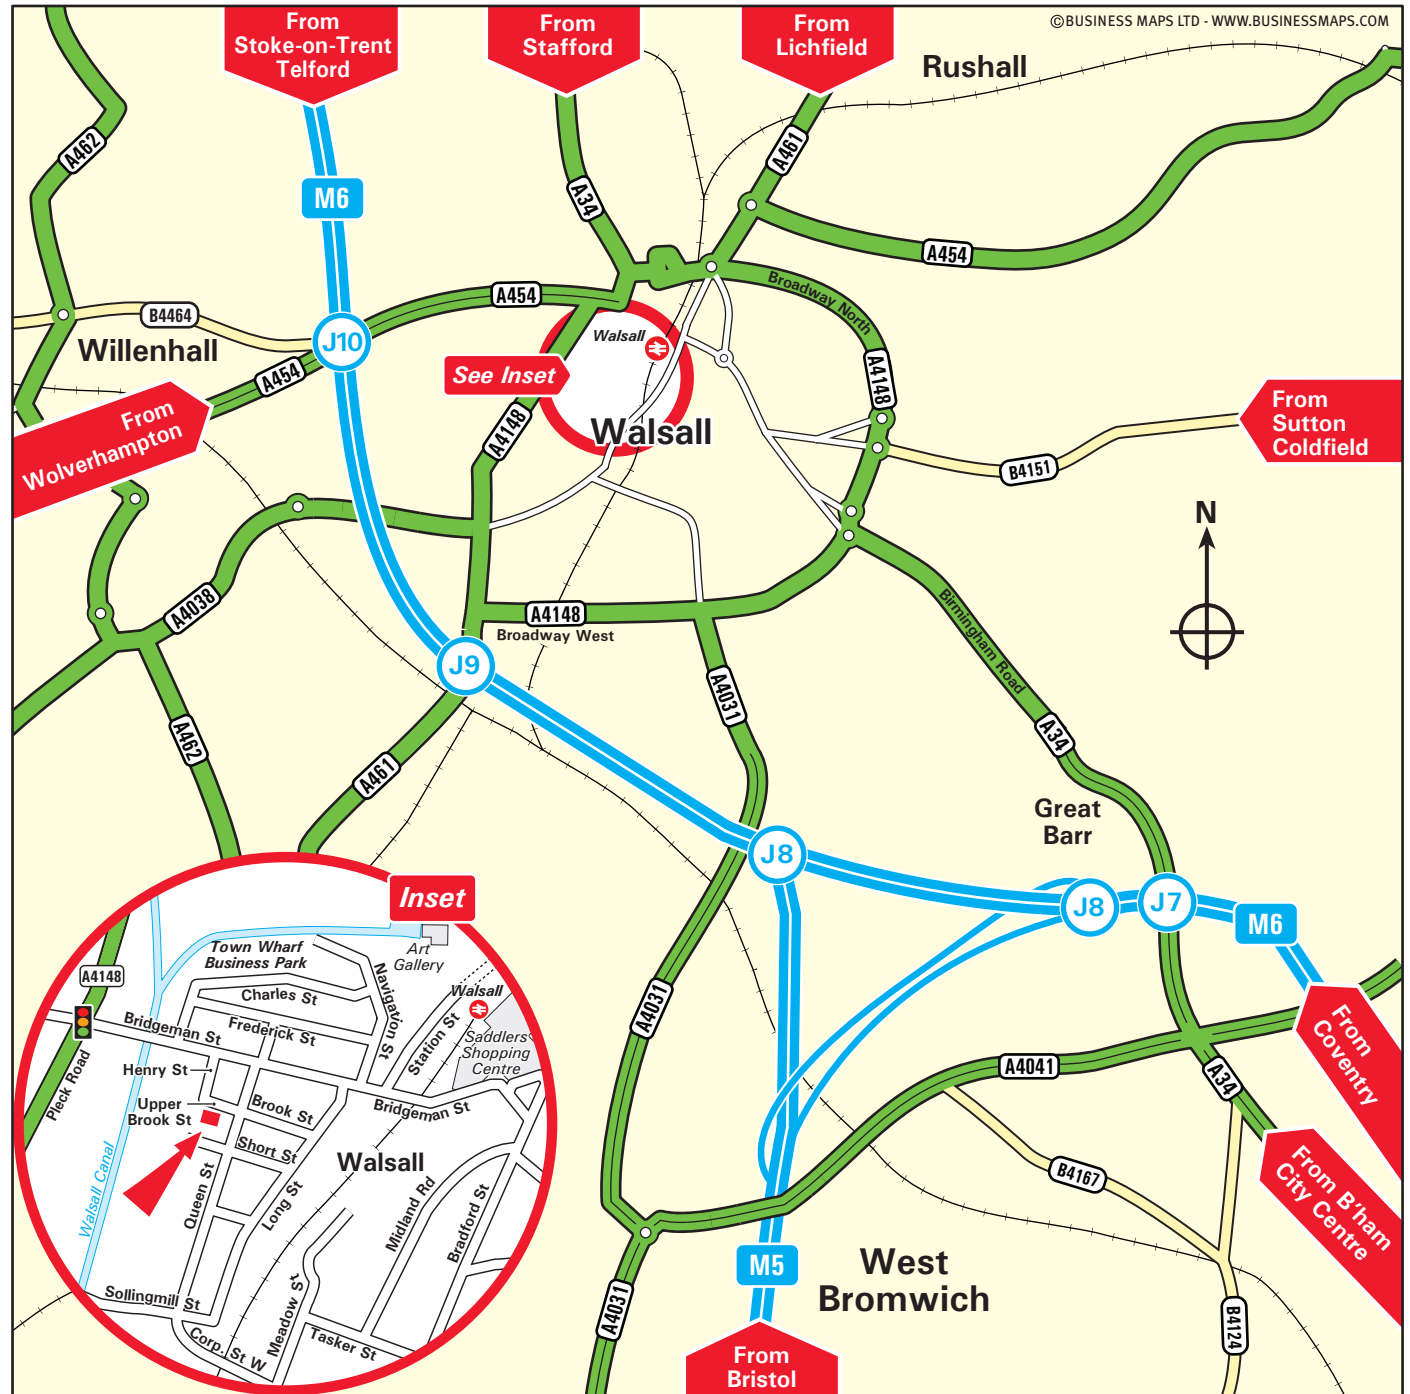 ©BUSINESS MAPS LTD - WWW.BUSINESSMAPS.COM
From
Stoke-on-Trent
Telford
From
Stafford
From
Lichfield
Rushall
A462
M6
A34
A461
A454
B4464
A454
Broadway North
Willenhall
J10
Walsall
See Inset
A454
A4148
From
Wolverhampton
A4148
Walsall
From
Sutton
Coldfield
B4151
N
A4038
A4148
Broadway West
Birmingham Road
J9
A4031
A462
A461
A34
Great
Barr
J8
J8
J7
M6
From
Coventry
A4031
A4041
A34
B4167
From B'ham
City Centre
M5
West
Bromwich
A4031
B4124
From
Bristol
Inset
Town Wharf
Business Park
Art
Gallery
A4148
Charles St
Navigation St
Walsall
Bridgeman St
Frederick St
Station St
Saddlers
Shopping
Centre
Pleck Road
Henry St
Upper
Brook St
Brook St
Bridgeman St
Short St
Walsall
Walsall Canal
Queen St
Long St
Midland Rd
Bradford St
Sollingmill St
Meadow St
Corp. St W
Tasker St